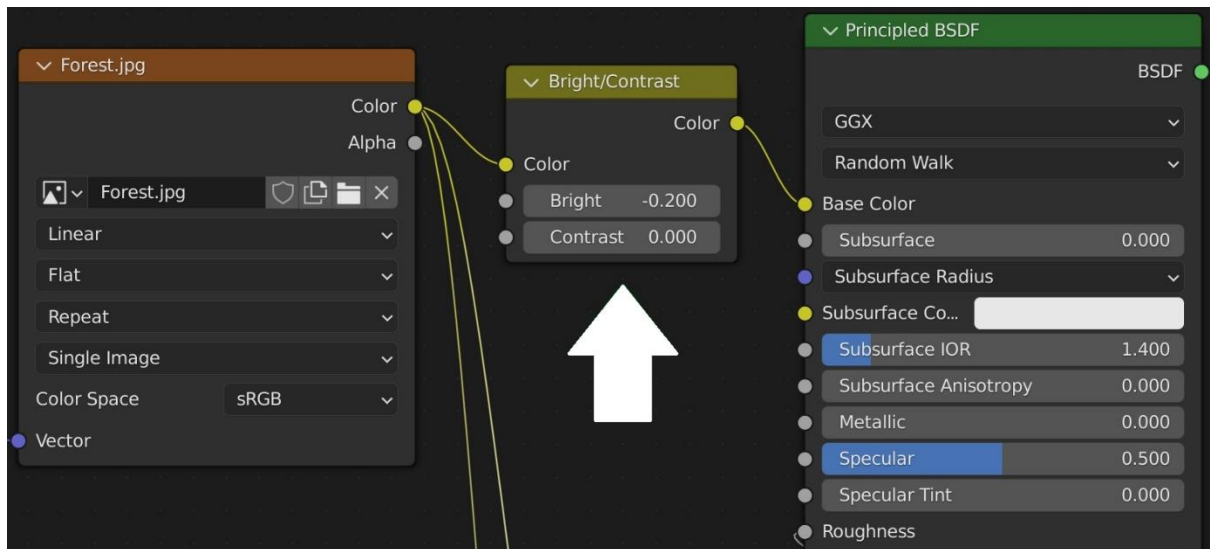 Forest.jpg
Color
Alpha
Forest.jpg
Linear
Flat
Repeat
Single Image
Color Space sRGB
Vector
Bright/Contrast
Color
Color
Bright -0.200
Contrast 0.000
Principled BSDF
BSDF
GGX
Random Walk
Base Color
Subsurface 0.000
Subsurface Radius
Subsurface Co...
Subsurface IOR 1.400
Subsurface Anisotropy 0.000
Metallic 0.000
Specular 0.500
Specular Tint 0.000
Roughness